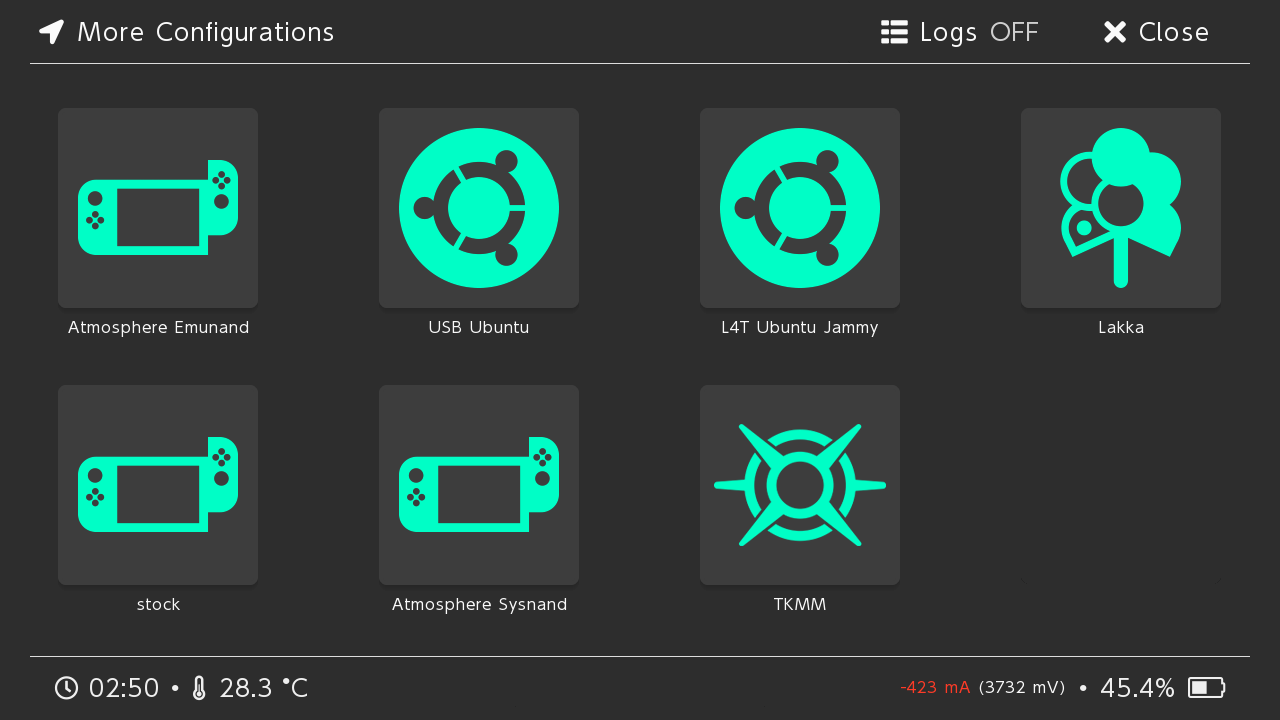 More Configurations
Logs OFF
Close
Atmosphere Emunand
USB Ubuntu
L4T Ubuntu Jammy
Lakka
stock
Atmosphere Sysnand
TKMM
02:50 • 28.3 °C
-423 mA (3732 mV) • 45.4%